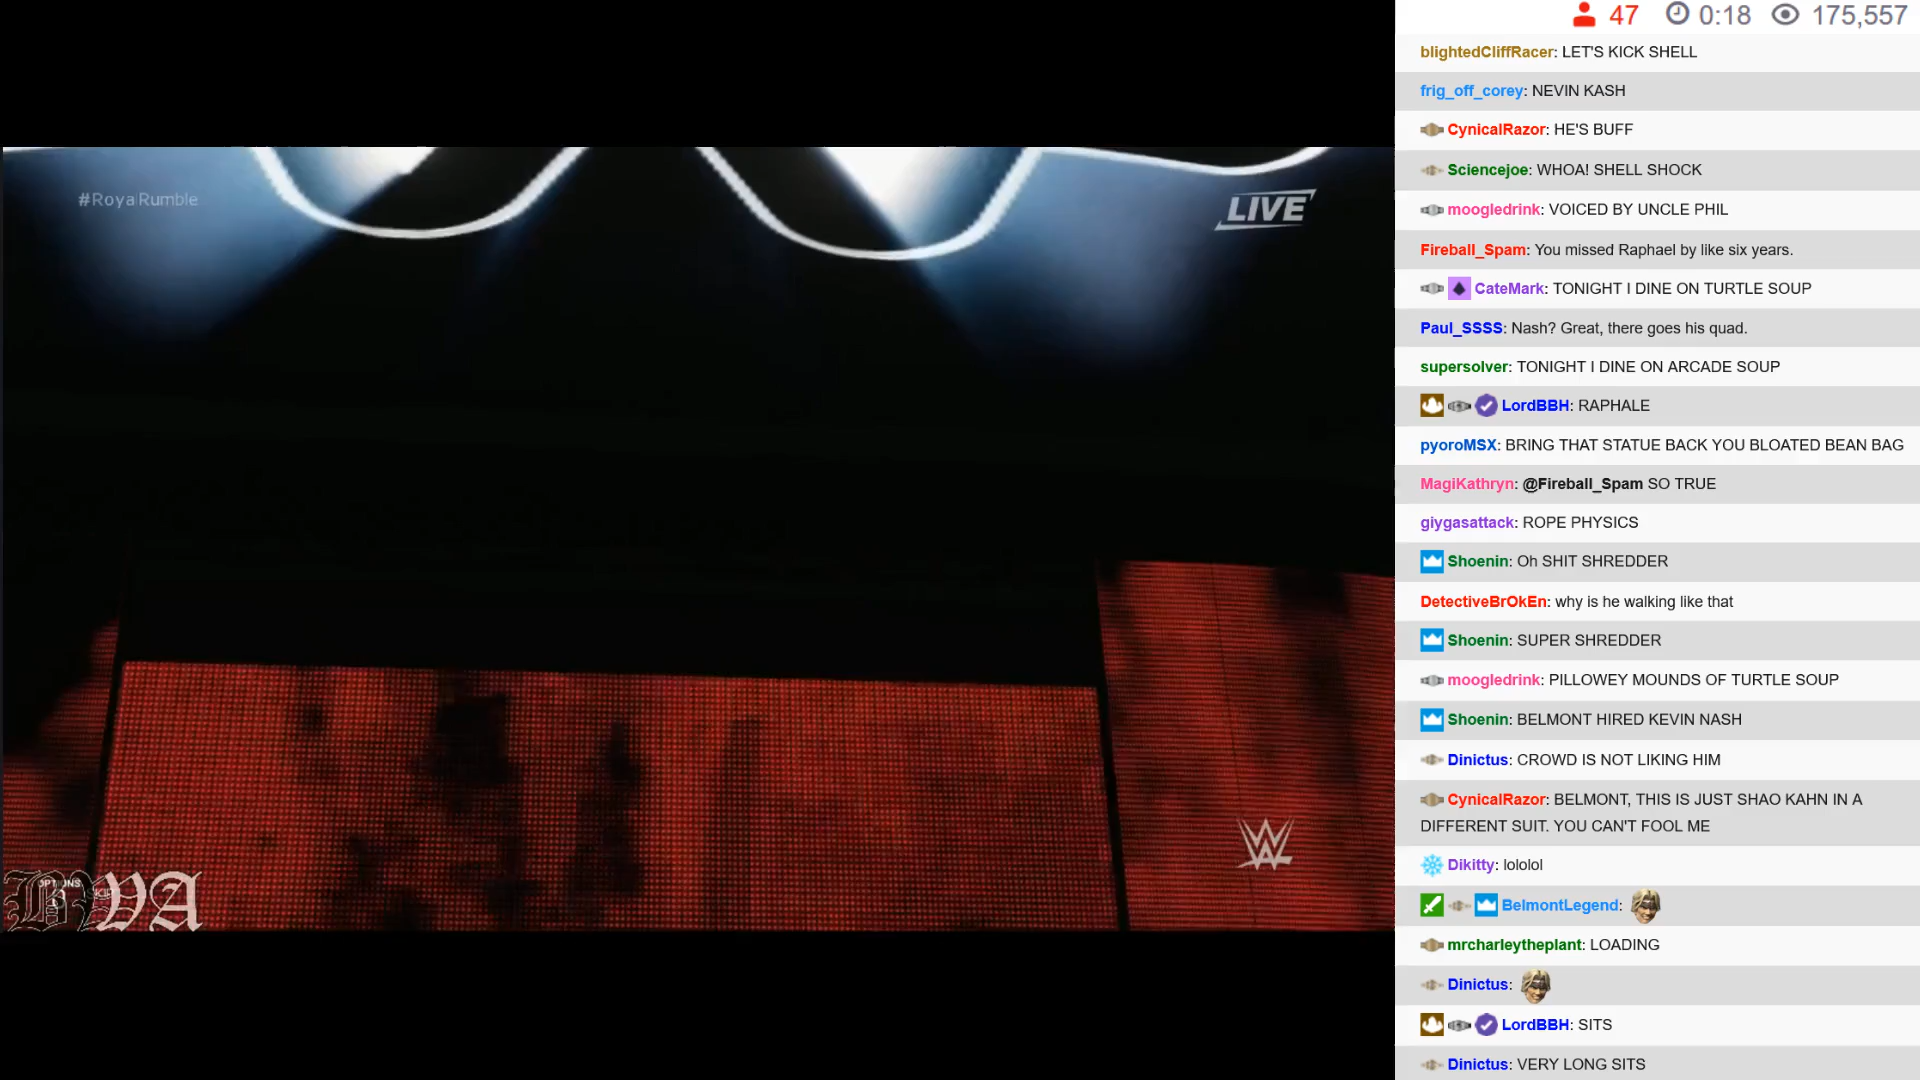 47 0:18 175,557
#RoyalRumble
LIVE
W
BVA
blightedCliffRacer: LET'S KICK SHELL
frig_off_corey: NEVIN KASH
CynicalRazor: HE'S BUFF
Sciencejoe: WHOA! SHELL SHOCK
moogledrink: VOICED BY UNCLE PHIL
Fireball_Spam: You missed Raphael by like six years.
CateMark: TONIGHT I DINE ON TURTLE SOUP
Paul_SSSS: Nash? Great, there goes his quad.
supersolver: TONIGHT I DINE ON ARCADE SOUP
LordBBH: RAPHALE
pyoroMSX: BRING THAT STATUE BACK YOU BLOATED BEAN BAG
MagiKathryn: @Fireball_Spam SO TRUE
giygasattack: ROPE PHYSICS
Shoenin: Oh SHIT SHREDDER
DetectiveBrOkEn: why is he walking like that
Shoenin: SUPER SHREDDER
moogledrink: PILLOWEY MOUNDS OF TURTLE SOUP
Shoenin: BELMONT HIRED KEVIN NASH
Dinictus: CROWD IS NOT LIKING HIM
CynicalRazor: BELMONT, THIS IS JUST SHAO KAHN IN A
DIFFERENT SUIT. YOU CAN'T FOOL ME
Dikitty: lololol
BelmontLegend:
mrcharleytheplant: LOADING
Dinictus:
LordBBH: SITS
Dinictus: VERY LONG SITS